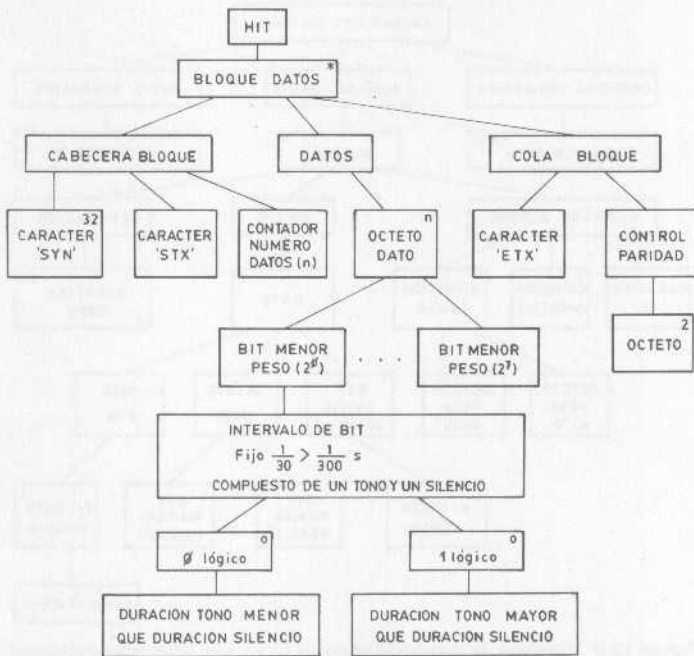 HIT
BLOQUE DATOS *
CABECERA BLOQUE
DATOS
COLA BLOQUE
32
CARACTER
'SYN'
CARACTER
'STX'
CONTADOR
NUMERO
DATOS (n)
n
OCTETO
DATO
CARACTER
'ETX'
CONTROL
PARIDAD
BIT MENOR
PESO (2⁰)
. . .
BIT MENOR
PESO (2⁷)
2
OCTETO
INTERVALO DE BIT
Fijo 1/30 > 1/300 s
COMPUESTO DE UN TONO Y UN SILENCIO
o
Ø lógico
o
1 lógico
DURACION TONO MENOR
QUE DURACION SILENCIO
DURACION TONO MAYOR
QUE DURACION SILENCIO